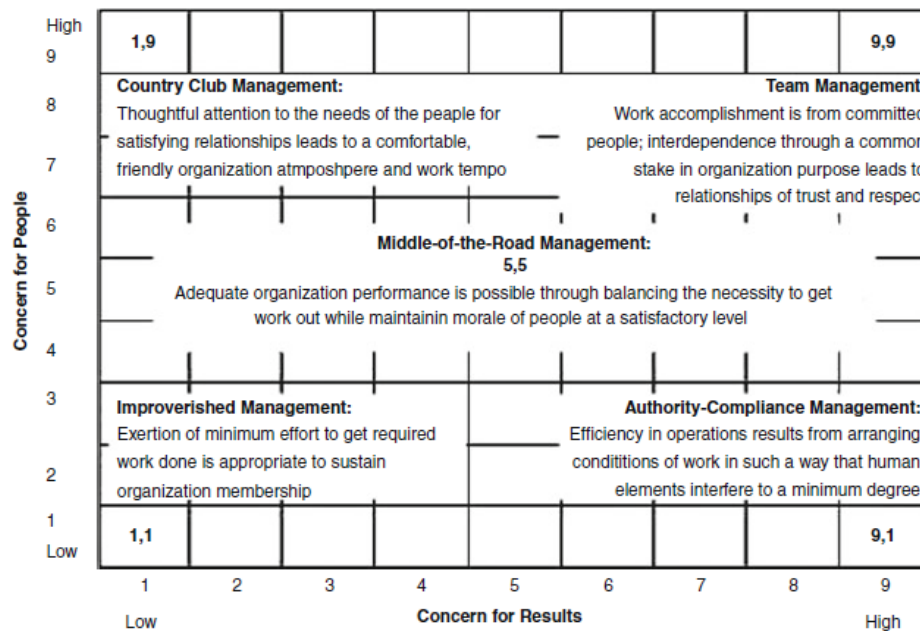 High
9
1,9
9,9
Country Club Management:
Thoughtful attention to the needs of the peaple for
satisfying relationships leads to a comfortable,
friendly organization atmposhpere and work tempo
Team Management
Work accomplishment is from committed
people; interdependence through a common
stake in organization purpose leads to
relationships of trust and respec
8
7
6
5
4
3
2
1
Low
Concern for People
Middle-of-the-Road Management:
5,5
Adequate organization performance is possible through balancing the necessity to get
work out while maintainin morale of people at a satisfactory level
Improverished Management:
Exertion of minimum effort to get required
work done is appropriate to sustain
organization membership
Authority-Compliance Management:
Efficiency in operations results from arranging
condititions of work in such a way that human
elements interfere to a minimum degree
1,1
9,1
1 2 3 4 5 6 7 8 9
Low
Concern for Results
High